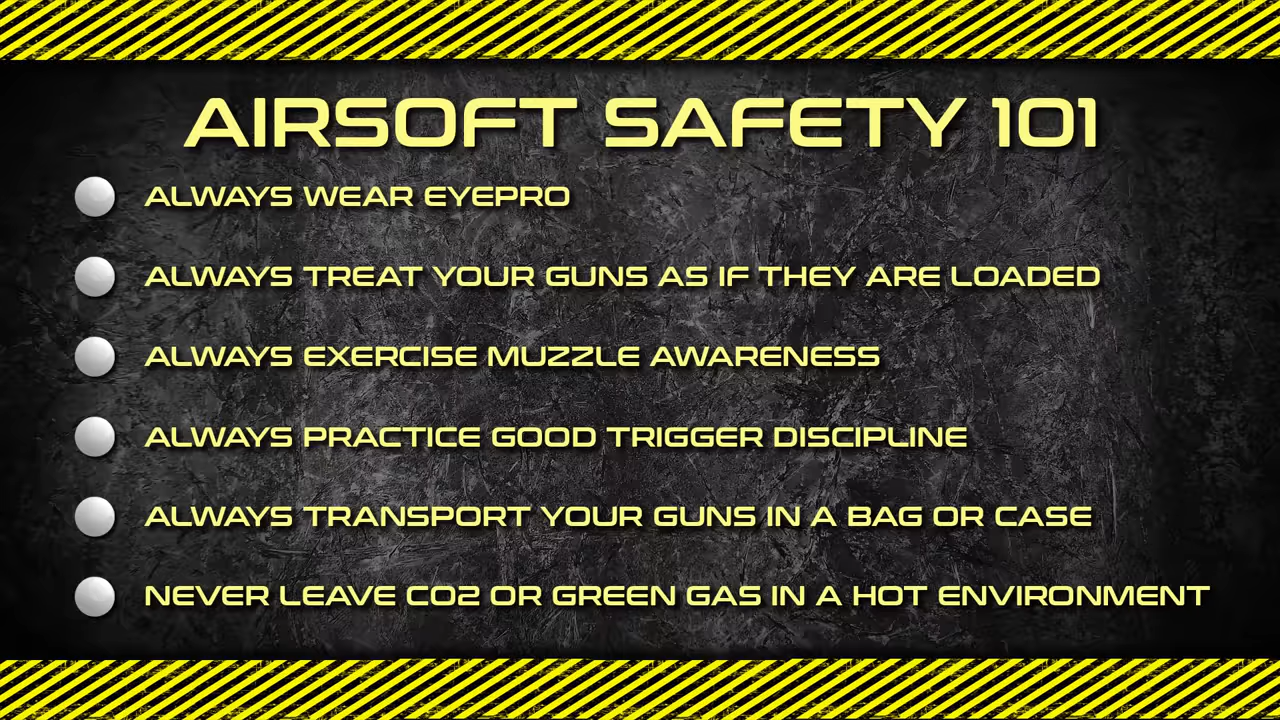 AIRSOFT SAFETY 101
ALWAYS WEAR EYEPRO
ALWAYS TREAT YOUR GUNS AS IF THEY ARE LOADED
ALWAYS EXERCISE MUZZLE AWARENESS
ALWAYS PRACTICE GOOD TRIGGER DISCIPLINE
ALWAYS TRANSPORT YOUR GUNS IN A BAG OR CASE
NEVER LEAVE CO2 OR GREEN GAS IN A HOT ENVIRONMENT